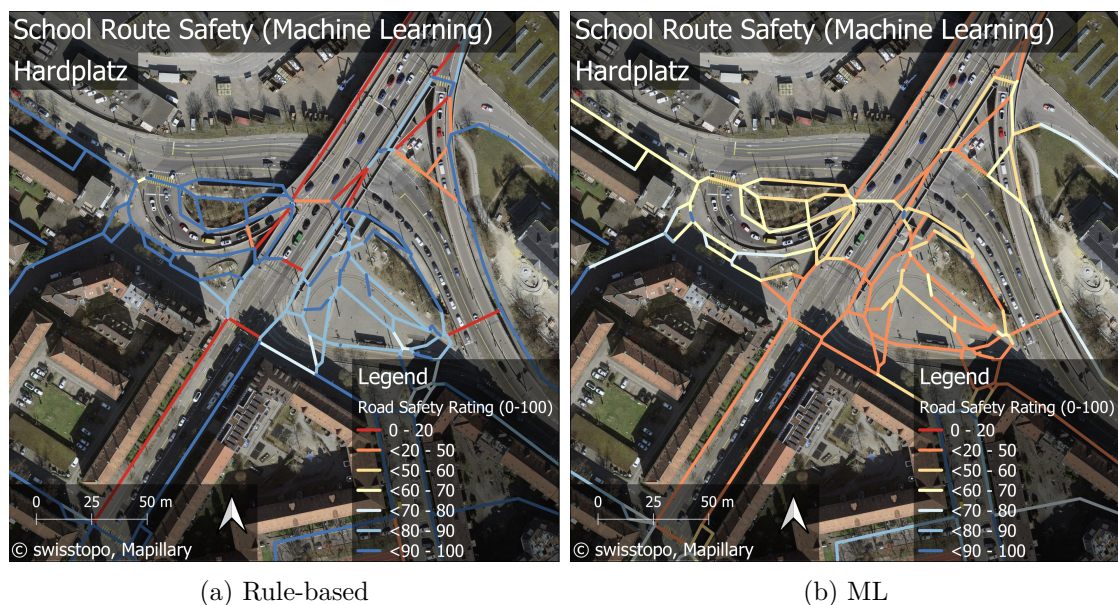 School Route Safety (Machine Learning)
Hardplatz
Legend
Road Safety Rating (0-100)
0 - 20
<20 - 50
<50 - 60
<60 - 70
<70 - 80
<80 - 90
<90 - 100
0 25 50 m
© swisstopo, Mapillary
(a) Rule-based
School Route Safety (Machine Learning)
Hardplatz
Legend
Road Safety Rating (0-100)
0 - 20
<20 - 50
<50 - 60
<60 - 70
<70 - 80
<80 - 90
<90 - 100
0 25 50 m
© swisstopo, Mapillary
(b) ML